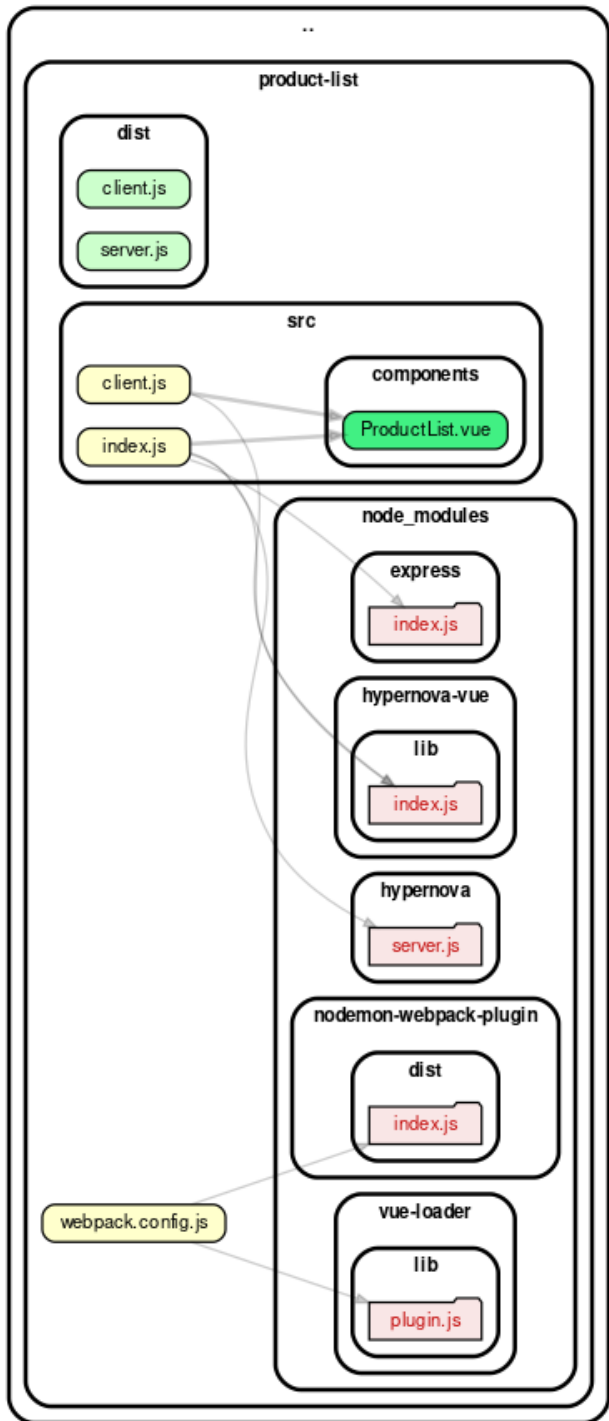 ..
product-list
dist
client.js
server.js
src
client.js
components
ProductList.vue
index.js
node_modules
express
index.js
hypernova-vue
lib
index.js
hypernova
server.js
nodemon-webpack-plugin
dist
index.js
webpack.config.js
vue-loader
lib
plugin.js